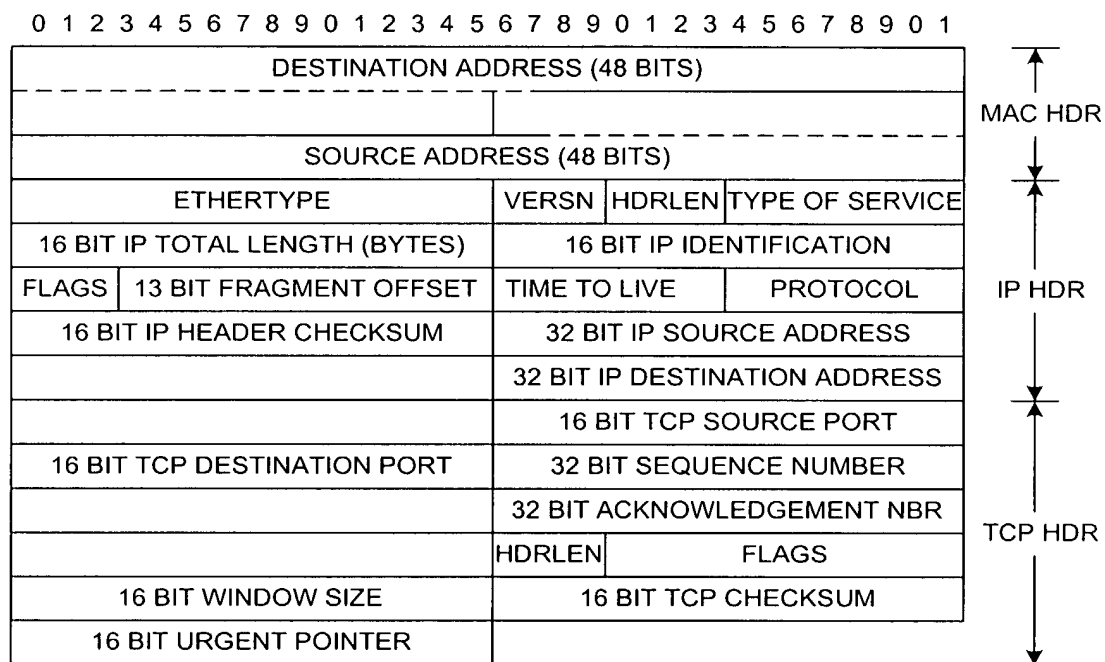 0 1 2 3 4 5 6 7 8 9 0 1 2 3 4 5 6 7 8 9 0 1 2 3 4 5 6 7 8 9 0 1
DESTINATION ADDRESS (48 BITS)
MAC HDR
SOURCE ADDRESS (48 BITS)
ETHERTYPE VERSN HDRLEN TYPE OF SERVICE
16 BIT IP TOTAL LENGTH (BYTES) 16 BIT IP IDENTIFICATION
FLAGS 13 BIT FRAGMENT OFFSET TIME TO LIVE PROTOCOL IP HDR
16 BIT IP HEADER CHECKSUM 32 BIT IP SOURCE ADDRESS
32 BIT IP DESTINATION ADDRESS
16 BIT TCP SOURCE PORT
16 BIT TCP DESTINATION PORT 32 BIT SEQUENCE NUMBER
32 BIT ACKNOWLEDGEMENT NBR
TCP HDR
HDRLEN FLAGS
16 BIT WINDOW SIZE 16 BIT TCP CHECKSUM
16 BIT URGENT POINTER